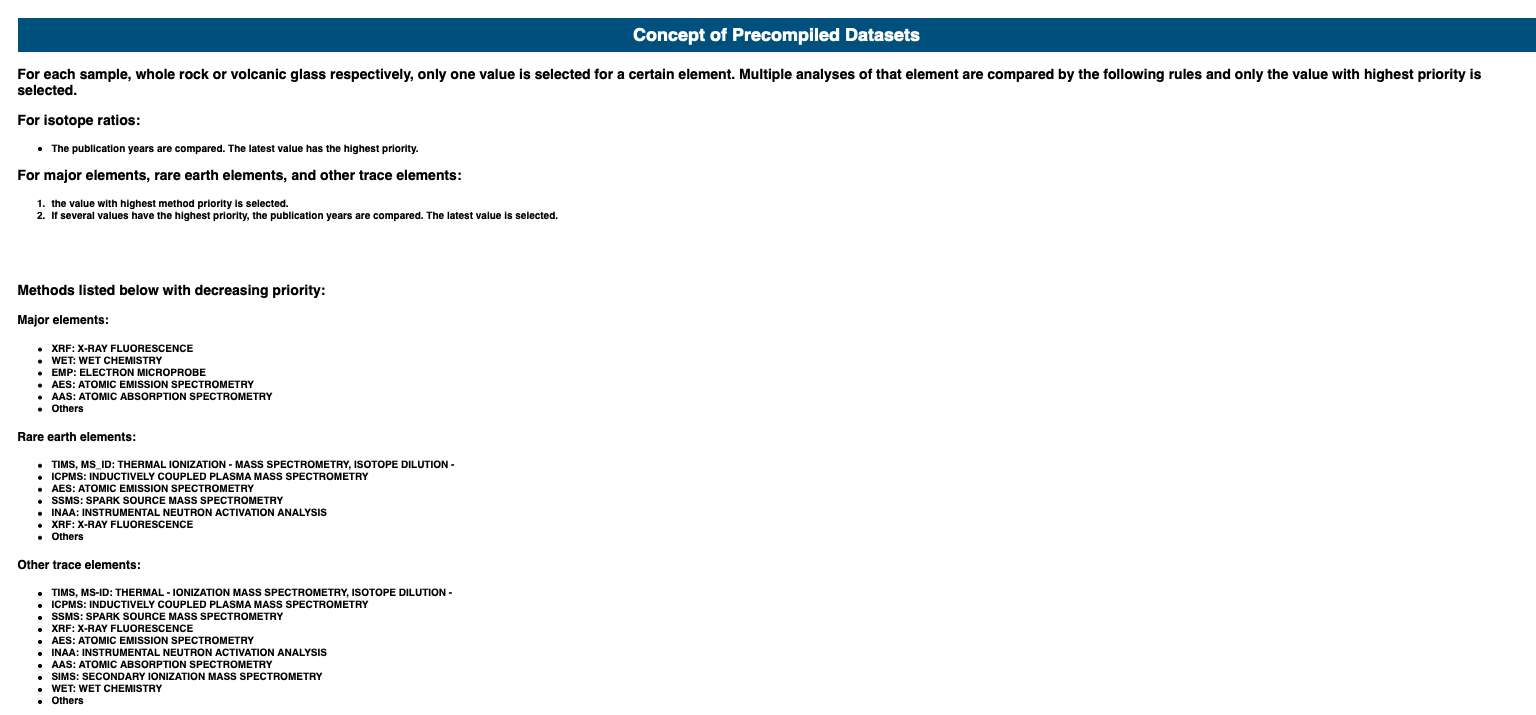 Concept of Precompiled Datasets
For each sample, whole rock or volcanic glass respectively, only one value is selected for a certain element. Multiple analyses of that element are compared by the following rules and only the value with highest priority is
selected.
For isotope ratios:
• The publication years are compared. The latest value has the highest priority.
For major elements, rare earth elements, and other trace elements:
1. the value with highest method priority is selected.
2. If several values have the highest priority, the publication years are compared. The latest value is selected.
Methods listed below with decreasing priority:
Major elements:
• XRF: X-RAY FLUORESCENCE
• WET: WET CHEMISTRY
• EMP: ELECTRON MICROPROBE
• AES: ATOMIC EMISSION SPECTROMETRY
• AAS: ATOMIC ABSORPTION SPECTROMETRY
• Others
Rare earth elements:
• TIMS, MS_ID: THERMAL IONIZATION - MASS SPECTROMETRY, ISOTOPE DILUTION -
• ICPMS: INDUCTIVELY COUPLED PLASMA MASS SPECTROMETRY
• AES: ATOMIC EMISSION SPECTROMETRY
• SSMS: SPARK SOURCE MASS SPECTROMETRY
• INAA: INSTRUMENTAL NEUTRON ACTIVATION ANALYSIS
• XRF: X-RAY FLUORESCENCE
• Others
Other trace elements:
• TIMS, MS-ID: THERMAL - IONIZATION MASS SPECTROMETRY, ISOTOPE DILUTION -
• ICPMS: INDUCTIVELY COUPLED PLASMA MASS SPECTROMETRY
• SSMS: SPARK SOURCE MASS SPECTROMETRY
• XRF: X-RAY FLUORESCENCE
• AES: ATOMIC EMISSION SPECTROMETRY
• INAA: INSTRUMENTAL NEUTRON ACTIVATION ANALYSIS
• AAS: ATOMIC ABSORPTION SPECTROMETRY
• SIMS: SECONDARY IONIZATION MASS SPECTROMETRY
• WET: WET CHEMISTRY
• Others